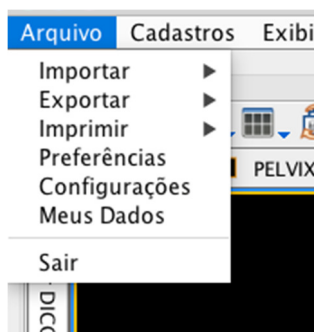 Arquivo Cadastros Exibi
Importar
Exportar
Imprimir
Preferências
Configurações
Meus Dados
Sair
PELVIX
DICO